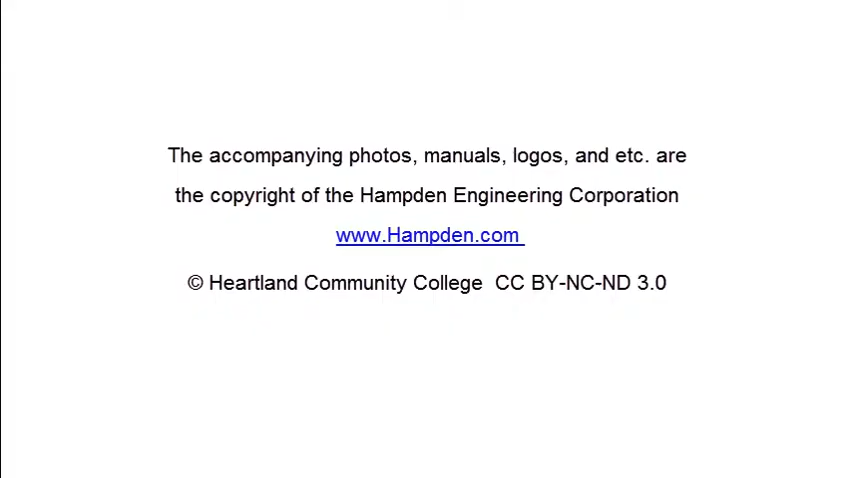 The accompanying photos, manuals, logos, and etc. are
the copyright of the Hampden Engineering Corporation
www.Hampden.com
© Heartland Community College  CC BY-NC-ND 3.0